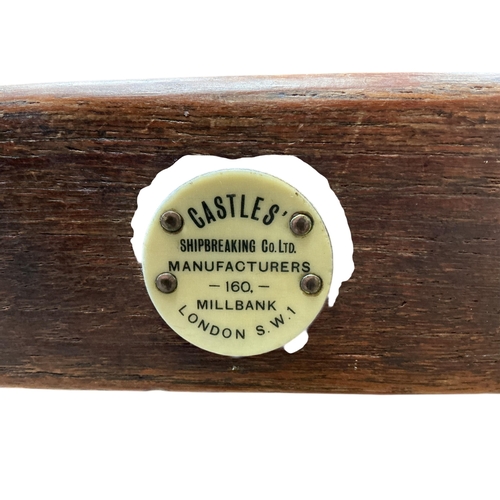 CASTLES'
SHIPBREAKING CO. LTD.
MANUFACTURERS
— 160, —
MILLBANK
LONDON S.W.1